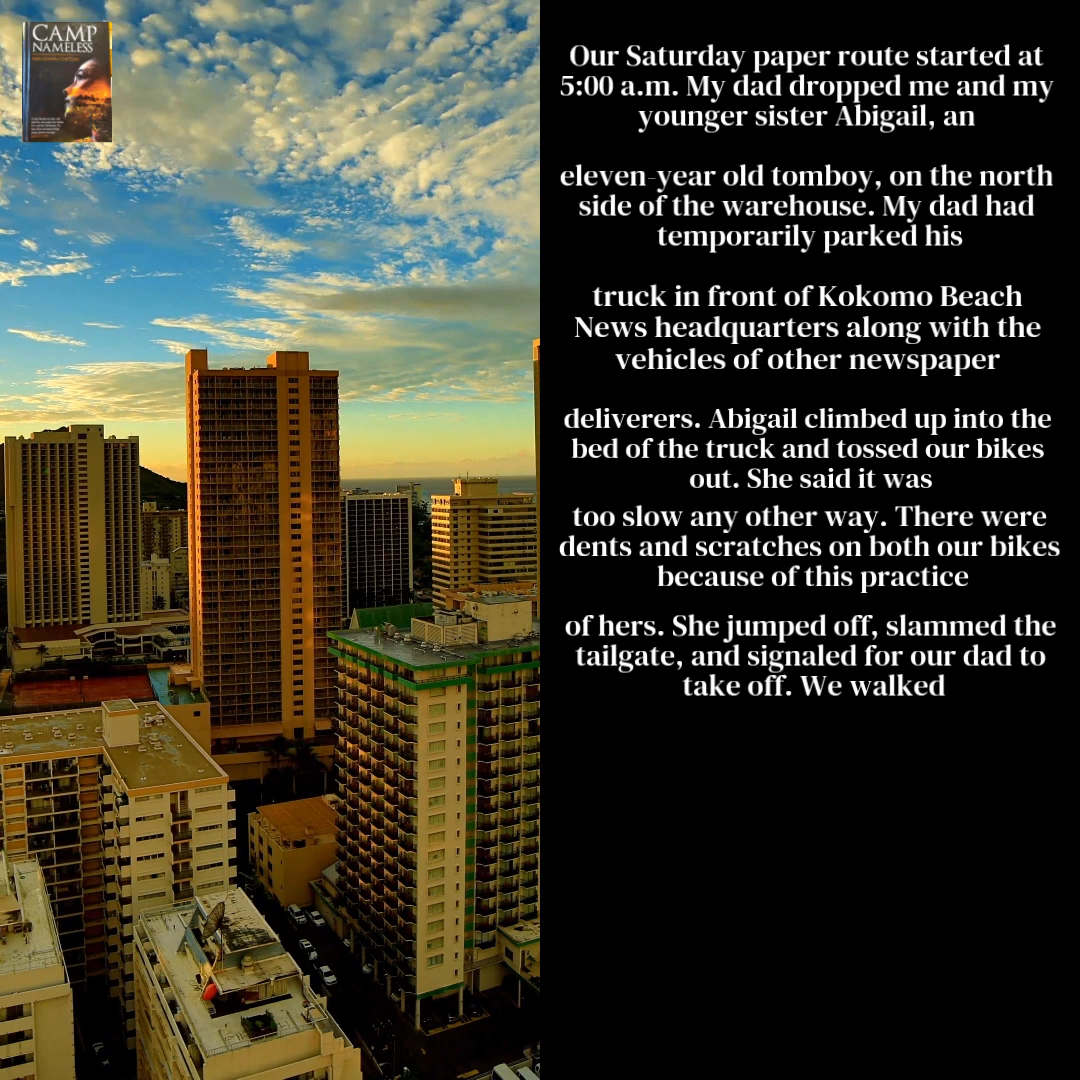 CAMP
NAMELESS
Our Saturday paper route started at
5:00 a.m. My dad dropped me and my
younger sister Abigail, an
eleven-year old tomboy, on the north
side of the warehouse. My dad had
temporarily parked his
truck in front of Kokomo Beach
News headquarters along with the
vehicles of other newspaper
deliverers. Abigail climbed up into the
bed of the truck and tossed our bikes
out. She said it was
too slow any other way. There were
dents and scratches on both our bikes
because of this practice
of hers. She jumped off, slammed the
tailgate, and signaled for our dad to
take off. We walked